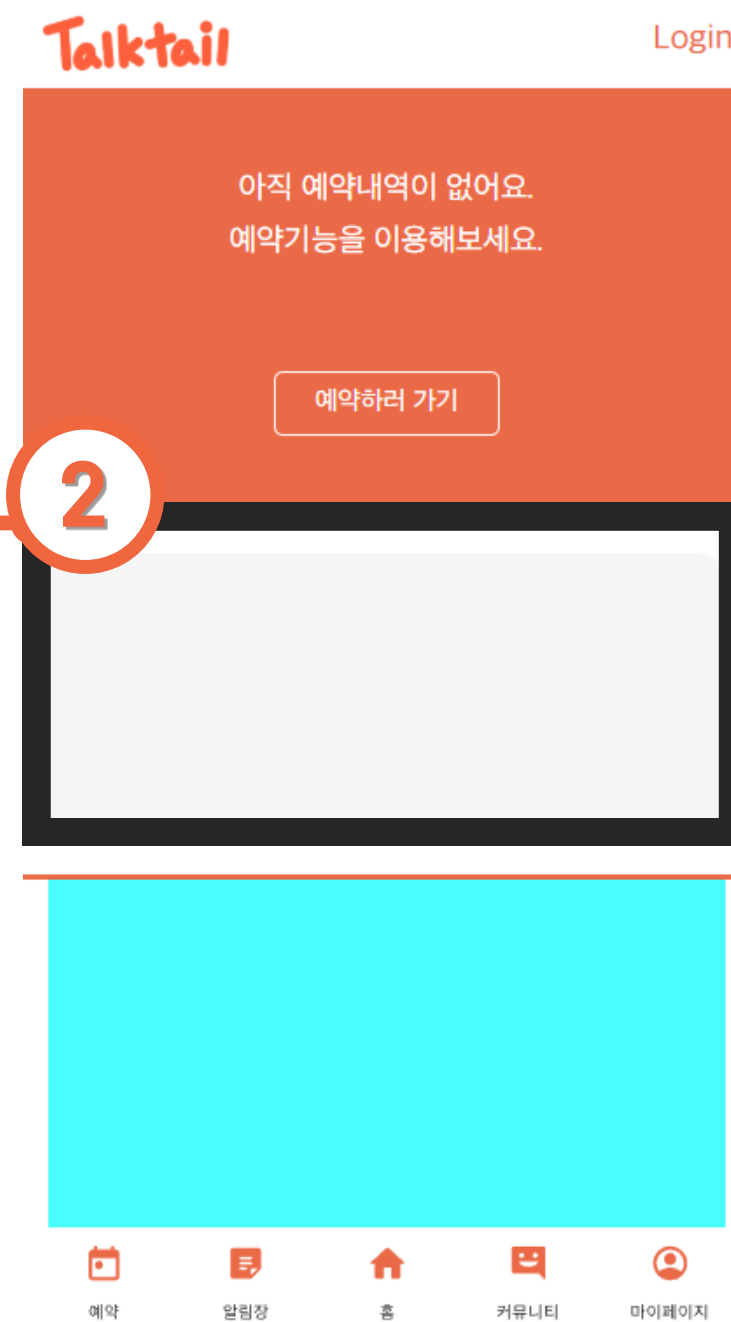 Talktail
Login
아직 예약내역이 없어요.
예약기능을 이용해보세요.
예약하러 가기
2
예약
알림장
홈
커뮤니티
마이페이지